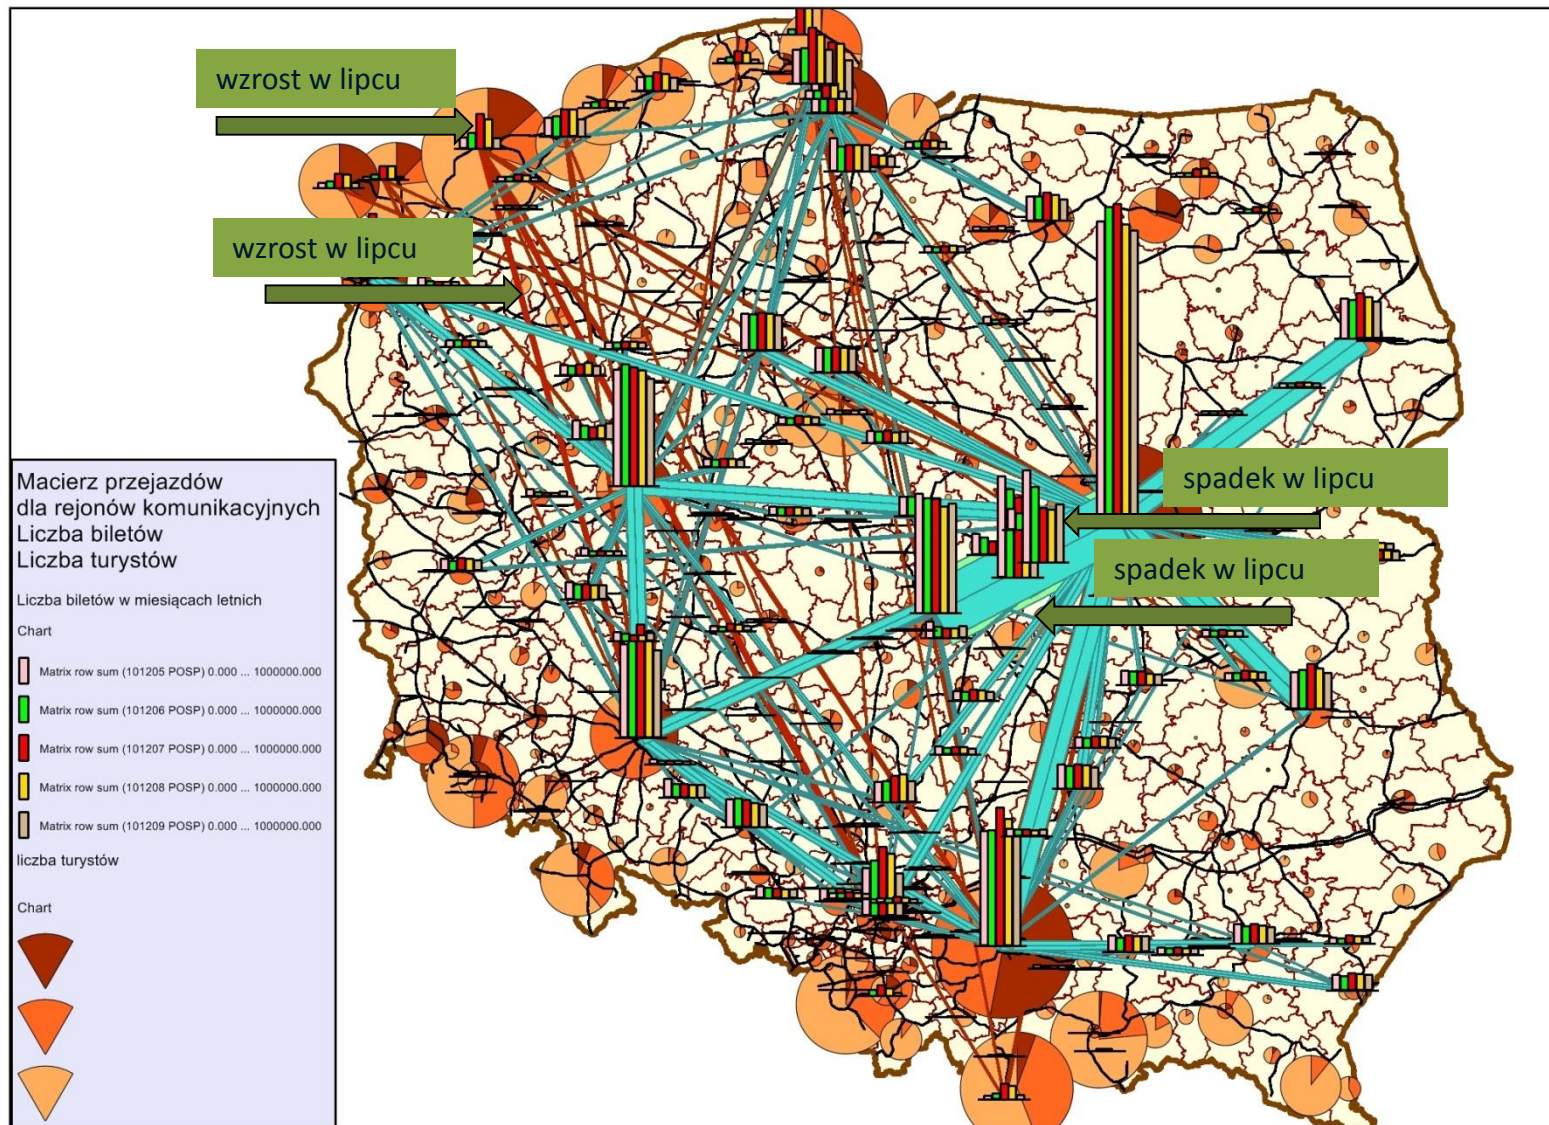 wzrost w lipcu
wzrost w lipcu
spadek w lipcu
spadek w lipcu
Macierz przejazdów
dla rejonów komunikacyjnych
Liczba biletów
Liczba turystów
Liczba biletów w miesiącach letnich
Chart
Matrix row sum (101205 POSP) 0.000 ... 1000000.000
Matrix row sum (101206 POSP) 0.000 ... 1000000.000
Matrix row sum (101207 POSP) 0.000 ... 1000000.000
Matrix row sum (101208 POSP) 0.000 ... 1000000.000
Matrix row sum (101209 POSP) 0.000 ... 1000000.000
liczba turystów
Chart